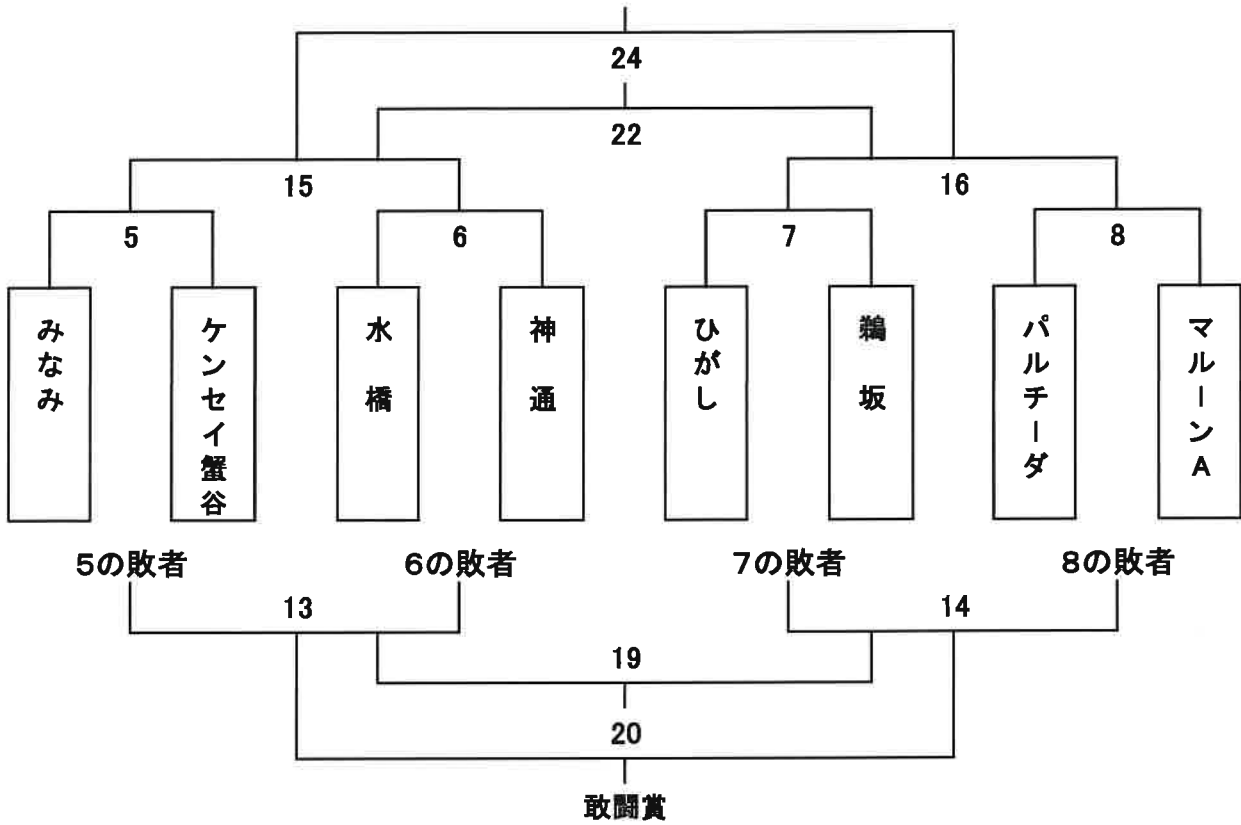 24
22
15
16
5
6
7
8
みなみ
ケンセイ蟹谷
水橋
神通
ひがし
鵜坂
パルチーダ
マルーンA
5の敗者
6の敗者
7の敗者
8の敗者
13
14
19
20
敢闘賞